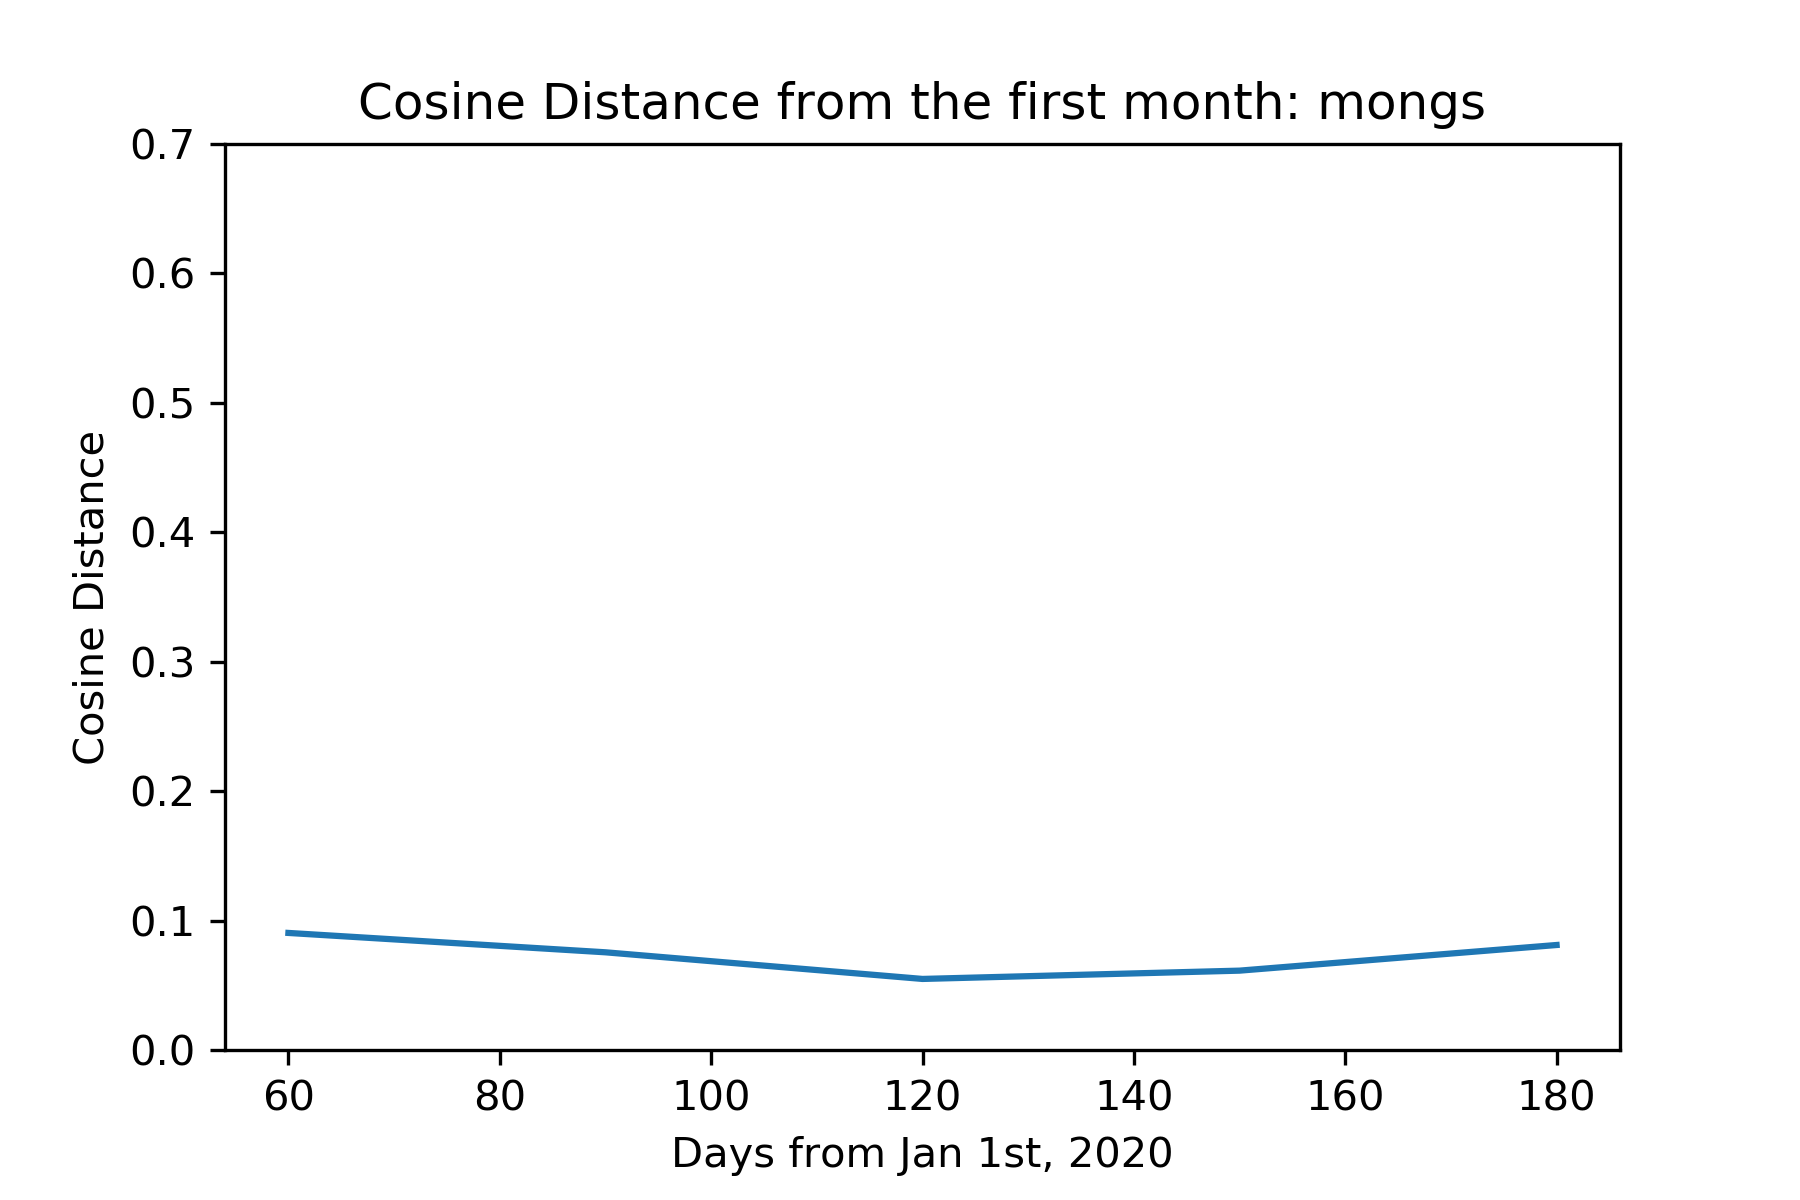 Cosine Distance from the first month: mongs
Cosine Distance
0.7
0.6
0.5
0.4
0.3
0.2
0.1
0.0
60 80 100 120 140 160 180
Days from Jan 1st, 2020